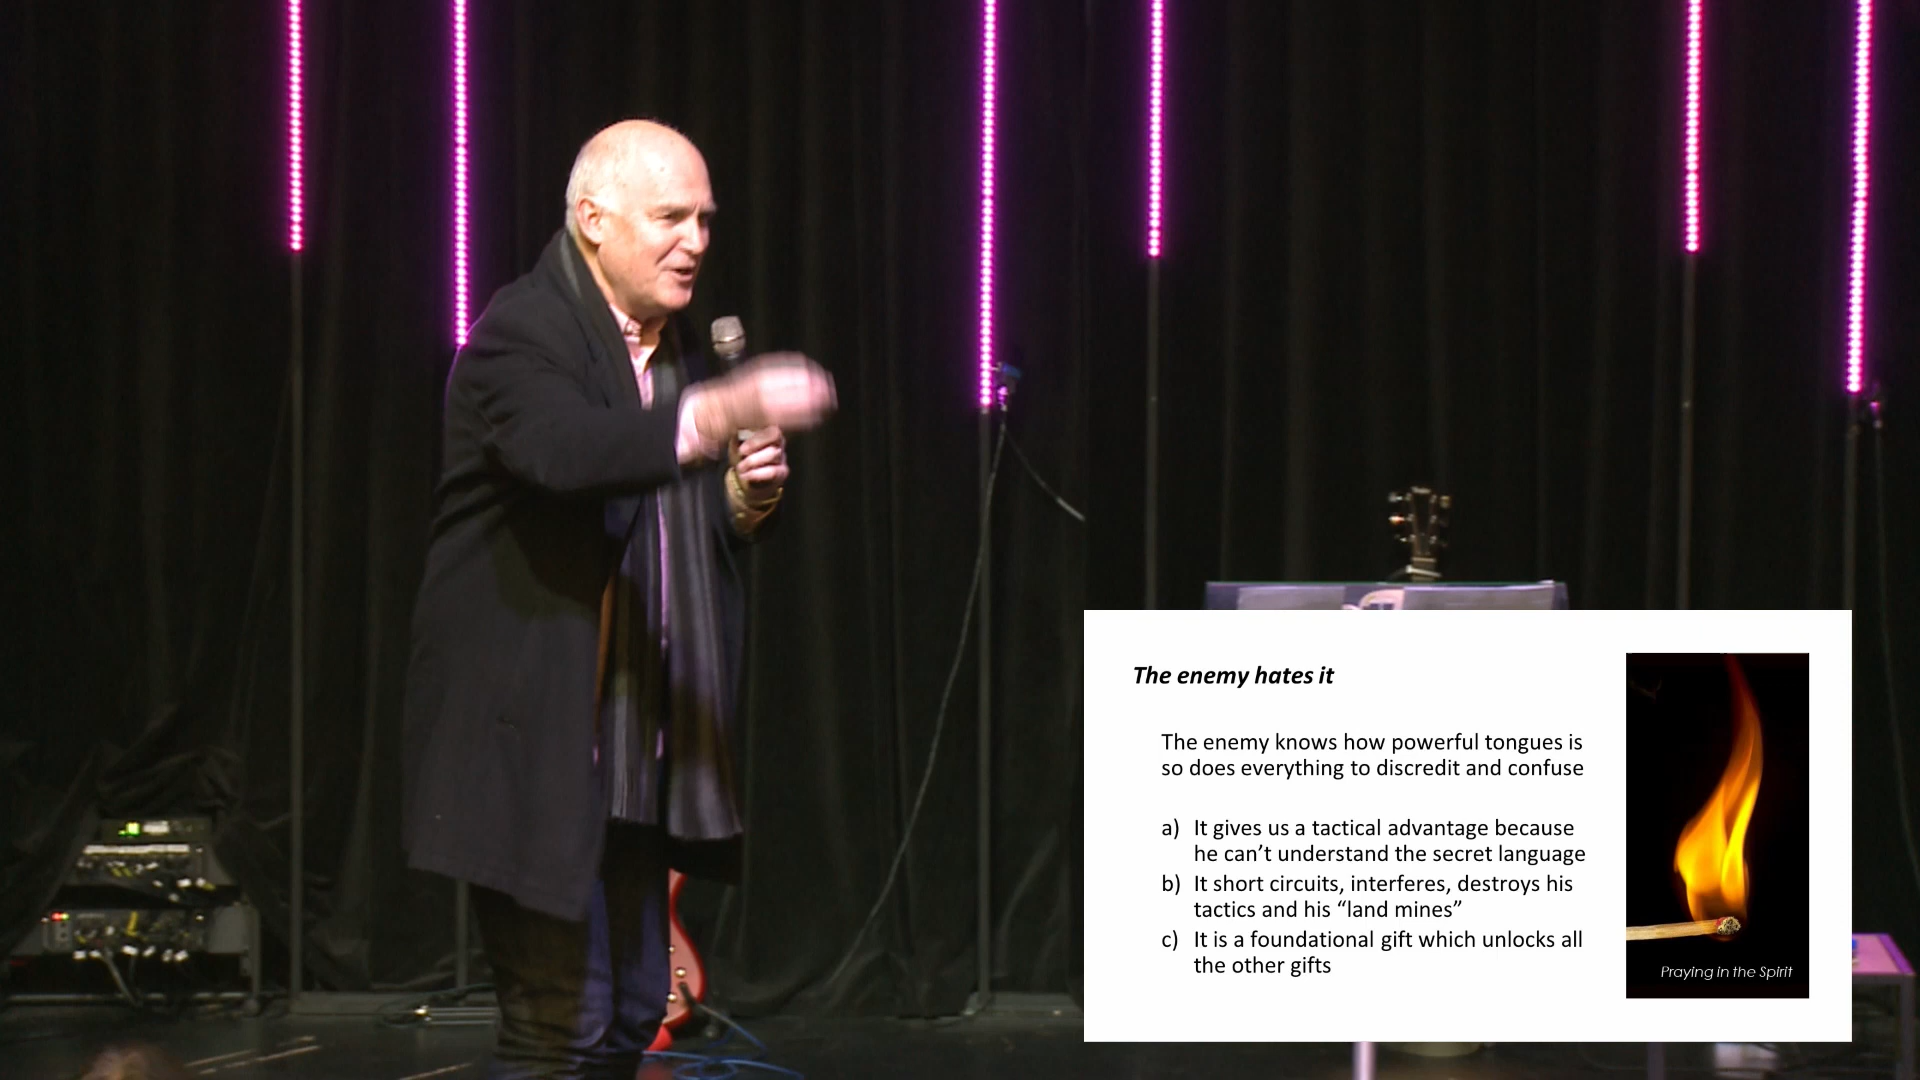 The enemy hates it
The enemy knows how powerful tongues is
so does everything to discredit and confuse
a) It gives us a tactical advantage because
he can’t understand the secret language
b) It short circuits, interferes, destroys his
tactics and his “land mines”
c) It is a foundational gift which unlocks all
the other gifts
Praying in the Spirit